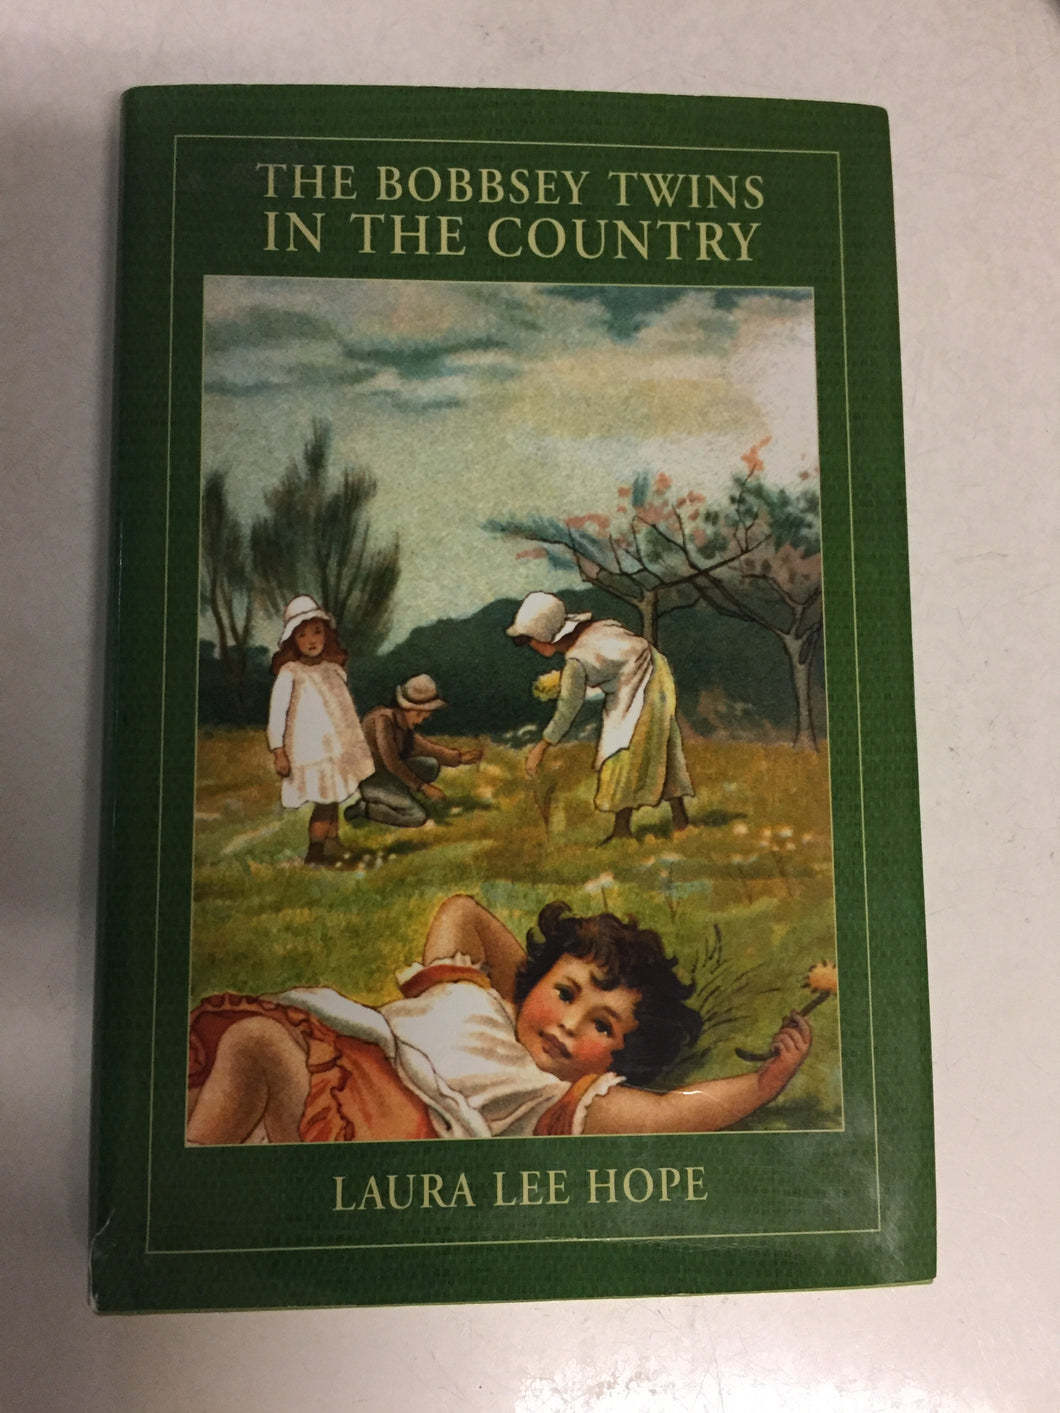 THE BOBBSEY TWINS
IN THE COUNTRY
LAURA LEE HOPE